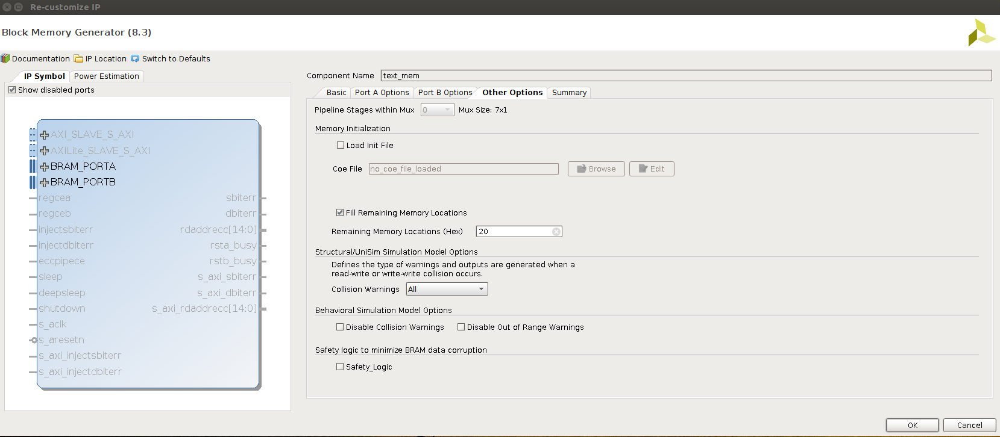 Re-customize IP
Block Memory Generator (8.3)
Documentation IP Location Switch to Defaults
IP Symbol Power Estimation
Show disabled ports
AXI_SLAVE_S_AXI
AXILite_SLAVE_S_AXI
BRAM_PORTA
BRAM_PORTB
regcea sbiterr
regceb dbiterr
injectsbiterr rdaddrecc[14:0]
injectdbiterr rsta_busy
eccpipece rstb_busy
sleep s_axi_sbiterr
deepsleep s_axi_dbiterr
shutdown s_axi_rdaddrecc[14:0]
s_aclk
s_aresetn
s_axi_injectsbiterr
s_axi_injectdbiterr
Component Name text_mem
Basic Port A Options Port B Options Other Options Summary
Pipeline Stages within Mux 0 Mux Size: 7x1
Memory Initialization
Load Init File
Coe File no_coe_file_loaded Browse Edit
Fill Remaining Memory Locations
Remaining Memory Locations (Hex) 20
Structural/UniSim Simulation Model Options
Defines the type of warnings and outputs are generated when a
read-write or write-write collision occurs.
Collision Warnings All
Behavioral Simulation Model Options
Disable Collision Warnings Disable Out of Range Warnings
Safety logic to minimize BRAM data corruption
Safety_Logic
OK Cancel